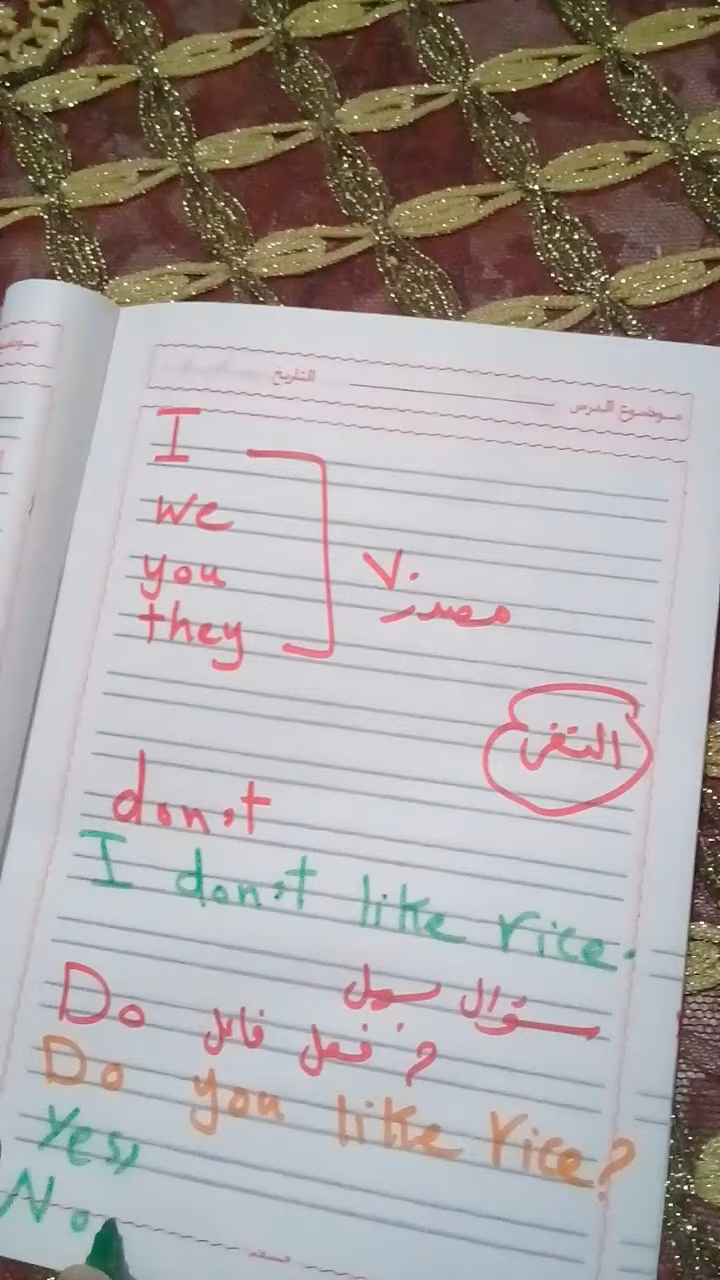 موضوع الدرس التاريخ
I
we
you
they
v.
مصدر
النفى
don,t
I don,t like rice.
سؤال سهل
Do فاعل فعل م ?
Do you like rice?
Yes,
No